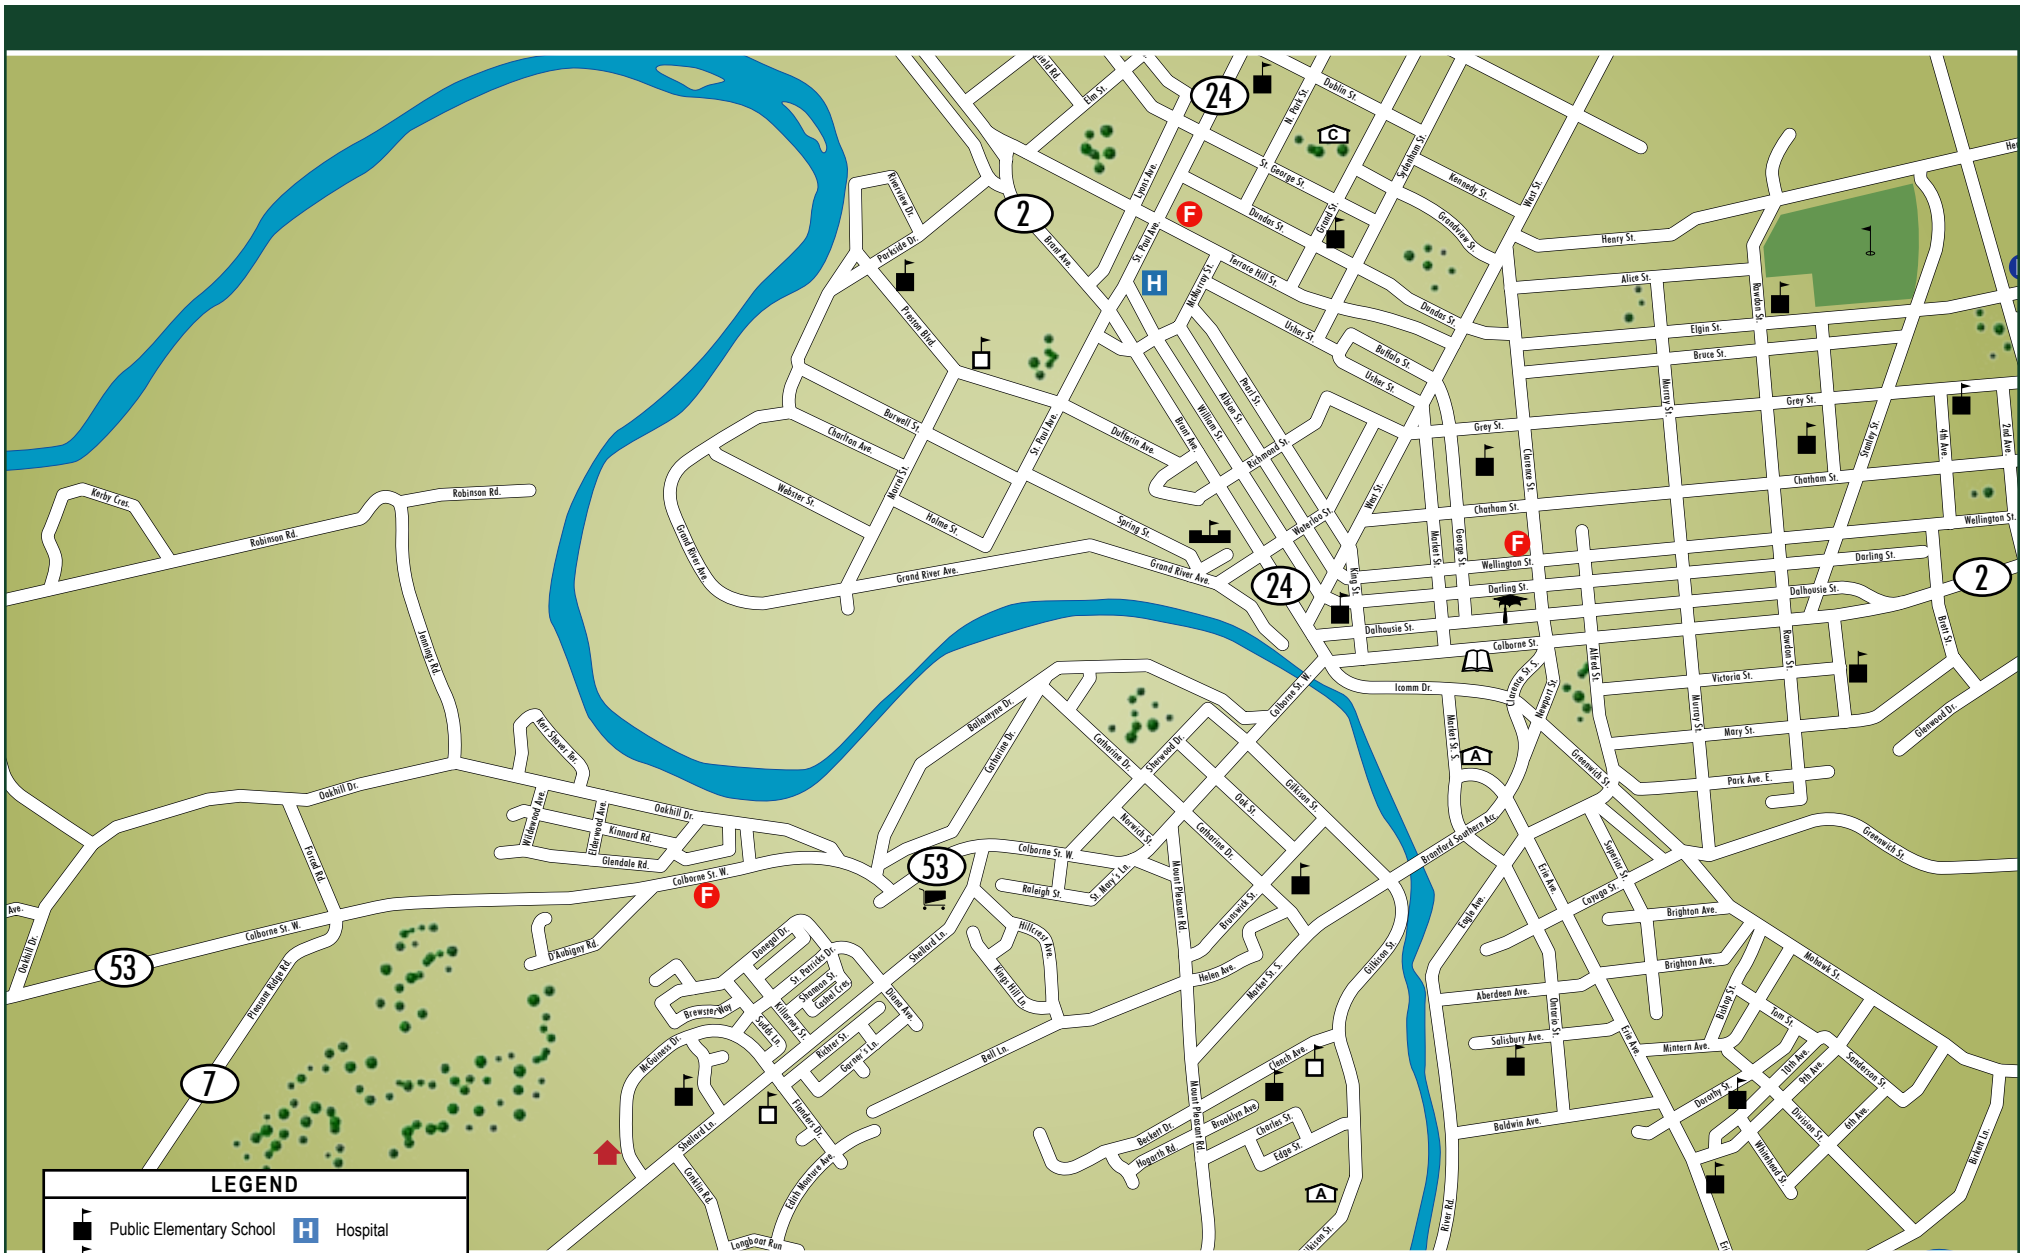 24
Dublin St.
N. Park St.
Elm St.
C
St. George St.
Sydenham St.
Kennedy St.
West St.
Lyons Ave.
Riverview Dr.
2
F
Dundas St.
Grand St.
Grandview St.
Henry St.
Parkside Dr.
Brant Ave.
St. Paul Ave.
Terrace Hill St.
McMurray St.
H
Alice St.
Rawdon St.
Preston Blvd.
Usher St.
Dundas St.
Elgin St.
Buffalo St.
Bruce St.
Usher St.
Pearl St.
Albion St.
William St.
Brant Ave.
Murray St.
Grey St.
Grey St.
Burwell St.
Charlton Ave.
St. Paul Ave.
Dufferin Ave.
Richmond St.
Clarence St.
Stanley St.
4th Ave.
2nd Ave.
Kerby Cres.
Robinson Rd.
Webster St.
Morrel St.
Holme St.
Spring St.
West St.
Chatham St.
Chatham St.
Wellington St.
Robinson Rd.
Grand River Ave.
Waterloo St.
Market St.
George St.
F
Wellington St.
Darling St.
Grand River Ave.
Grand River Ave.
24
King St.
Darling St.
Dalhousie St.
2
Jennings Rd.
Dalhousie St.
Colborne St.
Alfred St.
Rawdon St.
Brett St.
Colborne St. W.
Icomm Dr.
Clarence St. S.
Newport St.
Victoria St.
Murray St.
Mary St.
Glenwood Dr.
Ballantyne Dr.
Catharine Dr.
Catharine Dr.
Sherwood Dr.
Market St. S.
A
Greenwich St.
Park Ave. E.
Kerr Shaver Ter.
Oakhill Dr.
Oakhill Dr.
Wildewood Ave.
Elderwood Ave.
Kinnard Rd.
Glendale Rd.
Gilkison St.
Oak St.
Norwich St.
Catharine Dr.
Brantford Southern Acc.
Greenwich St.
Forced Rd.
Colborne St. W.
F
53
Colborne St. W.
Raleigh St.
St. Mary's Ln.
Mount Pleasant Rd.
Brunswick St.
Erie Ave.
Superior St.
Cayuga St.
Eagle Ave.
Brighton Ave.
Ave.
Oakhill Dr.
53
Colborne St. W.
D'Aubigny Rd.
Donegal Dr.
St. Patricks Dr.
Shannon St.
Cashel Cres.
Shellard Ln.
Hillcrest Ave.
Kings Hill Ln.
Helen Ave.
Market St. S.
Gilkison St.
Brighton Ave.
Mohawk St.
Aberdeen Ave.
Ontario St.
Bishop St.
Tom St.
Pleasant Ridge Rd.
Brewster Way
Sudds Ln.
Killarney St.
Diana Ave.
Richter St.
Garner's Ln.
Bell Ln.
McGuiness Dr.
7
Clench Ave.
Salisbury Ave.
Erie Ave.
Mintern Ave.
10th Ave.
9th Ave.
Sanderson St.
Dorothy St.
Division St.
6th Ave.
Shellard Ln.
Flanders Dr.
Mount Pleasant Rd.
Brooklyn Ave
Beckett Dr.
Hogarth Rd.
Charles St.
Edge St.
Baldwin Ave.
Whitehead St.
Birkett Ln.
Conklin Rd.
Edith Monture Ave.
A
River Rd.
Longboat Run
LEGEND
Public Elementary School
H Hospital